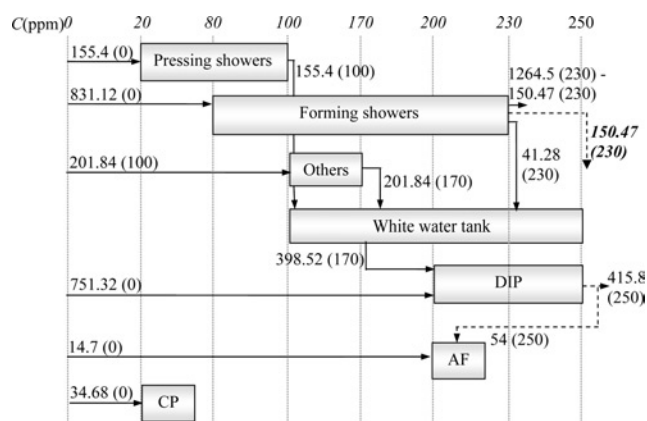 C(ppm) 0 20 80 100 170 200 230 250
155.4 (0)
Pressing showers
155.4 (100)
1264.5 (230) -
150.47 (230)
831.12 (0)
Forming showers
150.47
(230)
41.28
(230)
201.84 (100)
Others
201.84 (170)
White water tank
398.52 (170)
751.32 (0)
DIP
415.8
(250)
54 (250)
14.7 (0)
AF
34.68 (0)
CP